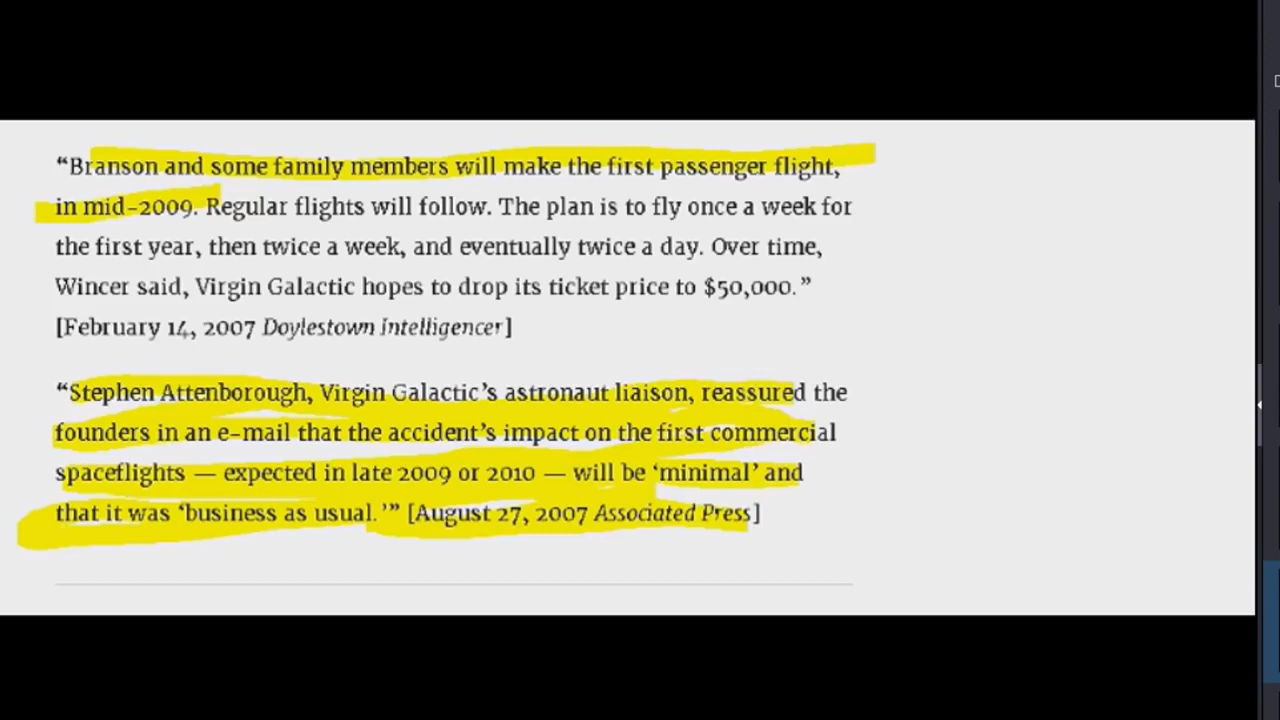 “Branson and some family members will make the first passenger flight,
in mid-2009. Regular flights will follow. The plan is to fly once a week for
the first year, then twice a week, and eventually twice a day. Over time,
Wincer said, Virgin Galactic hopes to drop its ticket price to $50,000.”
[February 14, 2007 Doylestown Intelligencer]
“Stephen Attenborough, Virgin Galactic’s astronaut liaison, reassured the
founders in an e-mail that the accident’s impact on the first commercial
spaceflights — expected in late 2009 or 2010 — will be ‘minimal’ and
that it was ‘business as usual.’” [August 27, 2007 Associated Press]